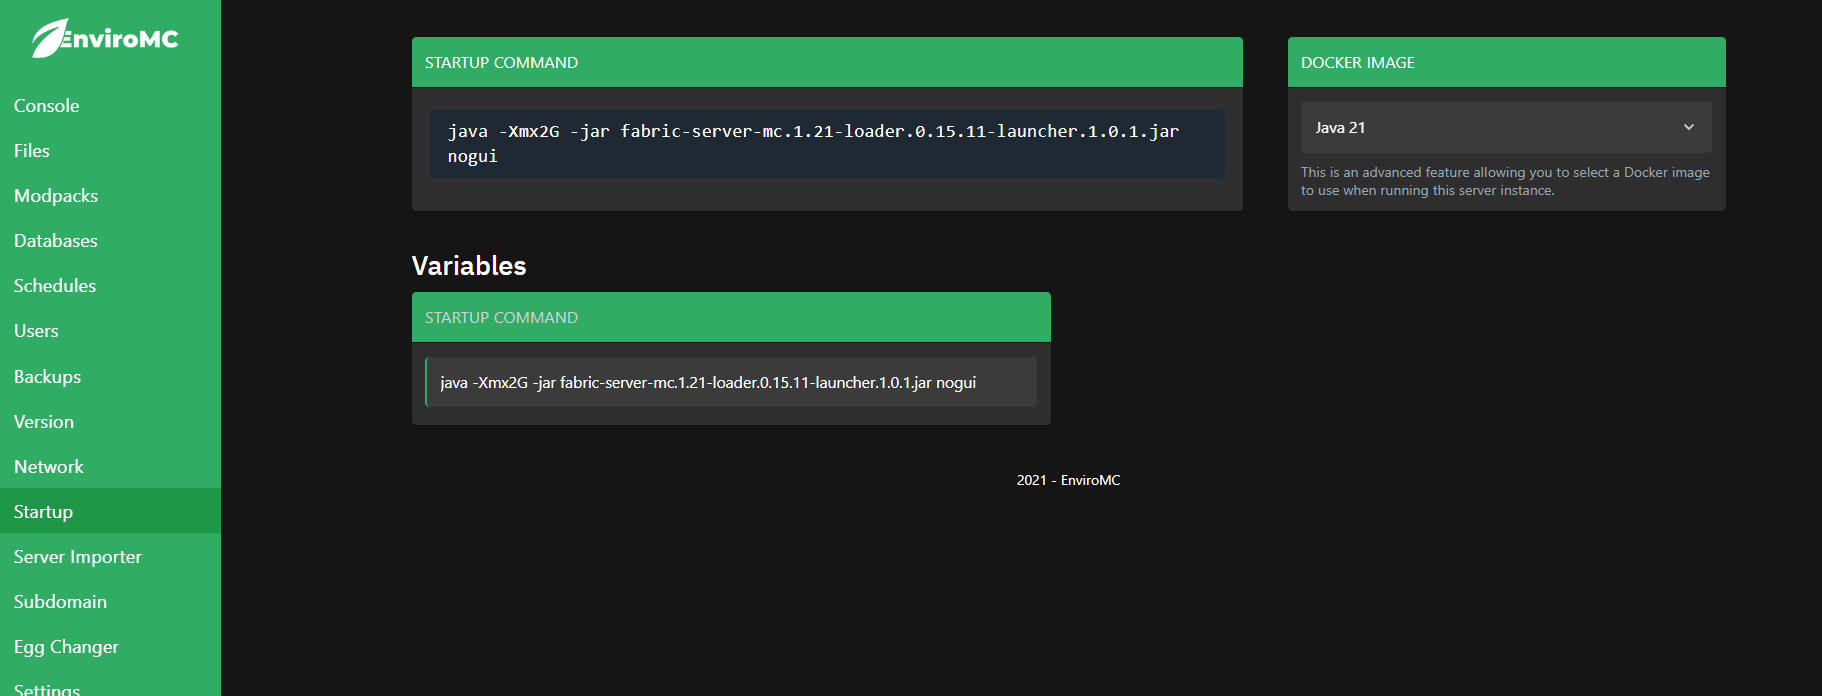 EnviroMC
Console
Files
Modpacks
Databases
Schedules
Users
Backups
Version
Network
Startup
Server Importer
Subdomain
Egg Changer
Settings
STARTUP COMMAND
java -Xmx2G -jar fabric-server-mc.1.21-loader.0.15.11-launcher.1.0.1.jar
nogui
DOCKER IMAGE
Java 21
This is an advanced feature allowing you to select a Docker image
to use when running this server instance.
Variables
STARTUP COMMAND
java -Xmx2G -jar fabric-server-mc.1.21-loader.0.15.11-launcher.1.0.1.jar nogui
2021 - EnviroMC